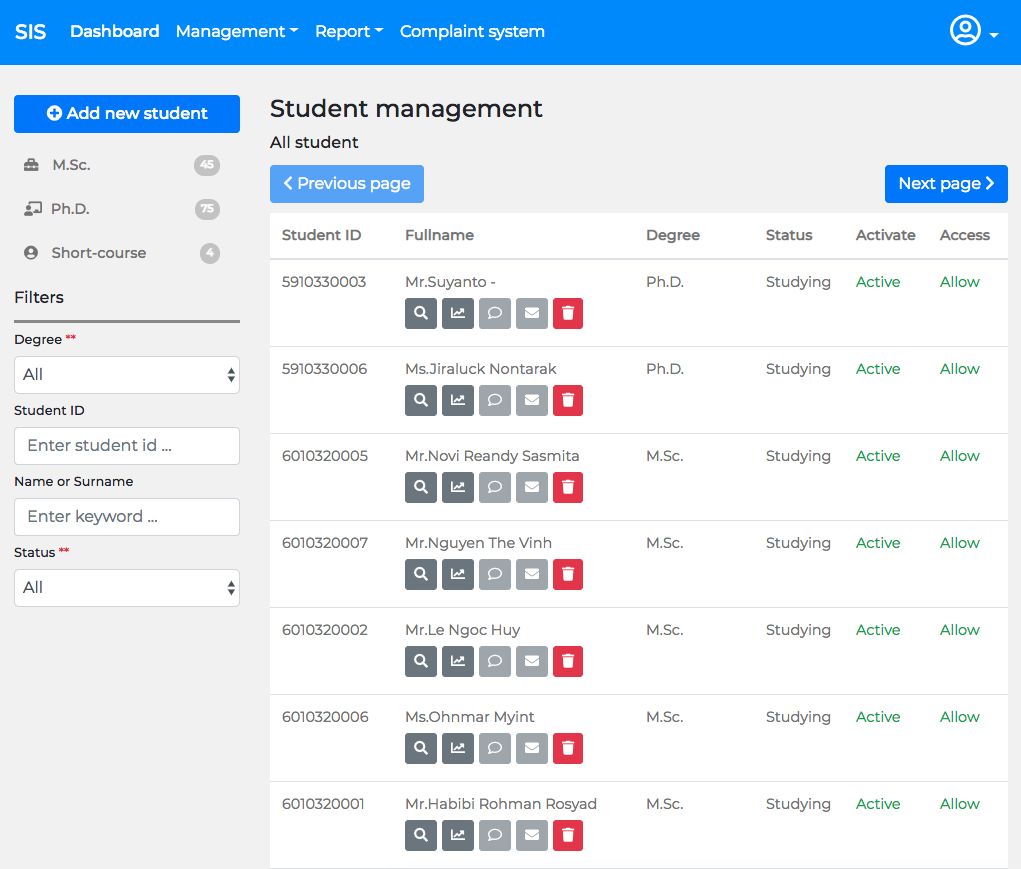 SIS Dashboard Management Report Complaint system
Add new student
M.Sc. 45
Ph.D. 75
Short-course 4
Filters
Degree **
All
Student ID
Enter student id ...
Name or Surname
Enter keyword ...
Status **
All
Student management
All student
Previous page Next page
Student ID Fullname Degree Status Activate Access
5910330003 Mr.Suyanto - Ph.D. Studying Active Allow
5910330006 Ms.Jiraluck Nontarak Ph.D. Studying Active Allow
6010320005 Mr.Novi Reandy Sasmita M.Sc. Studying Active Allow
6010320007 Mr.Nguyen The Vinh M.Sc. Studying Active Allow
6010320002 Mr.Le Ngoc Huy M.Sc. Studying Active Allow
6010320006 Ms.Ohnmar Myint M.Sc. Studying Active Allow
6010320001 Mr.Habibi Rohman Rosyad M.Sc. Studying Active Allow